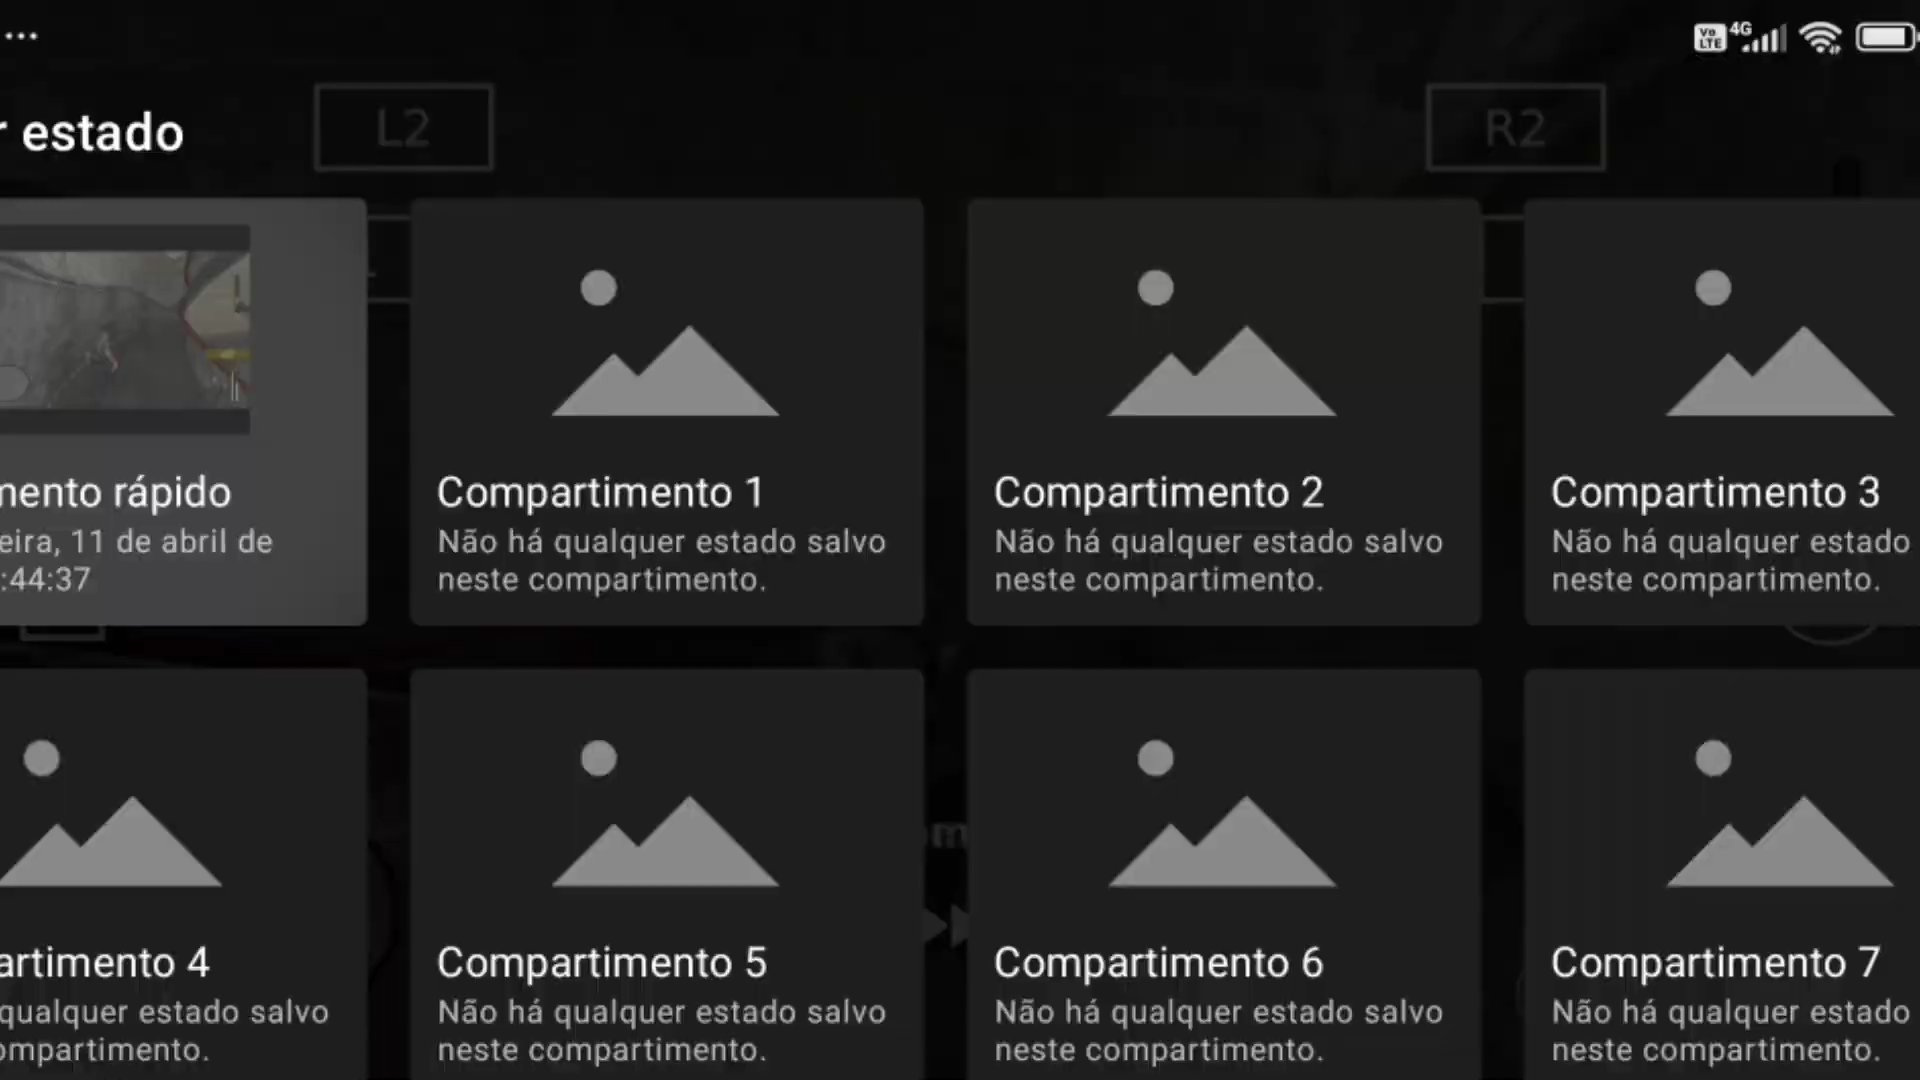 VoLTE 4G
r estado
L2
R2
mento rápido
eira, 11 de abril de
:44:37
Compartimento 1
Não há qualquer estado salvo
neste compartimento.
Compartimento 2
Não há qualquer estado salvo
neste compartimento.
Compartimento 3
Não há qualquer estado
neste compartimento.
artimento 4
qualquer estado salvo
ompartimento.
Compartimento 5
Não há qualquer estado salvo
neste compartimento.
Compartimento 6
Não há qualquer estado salvo
neste compartimento.
Compartimento 7
Não há qualquer estado
neste compartimento.